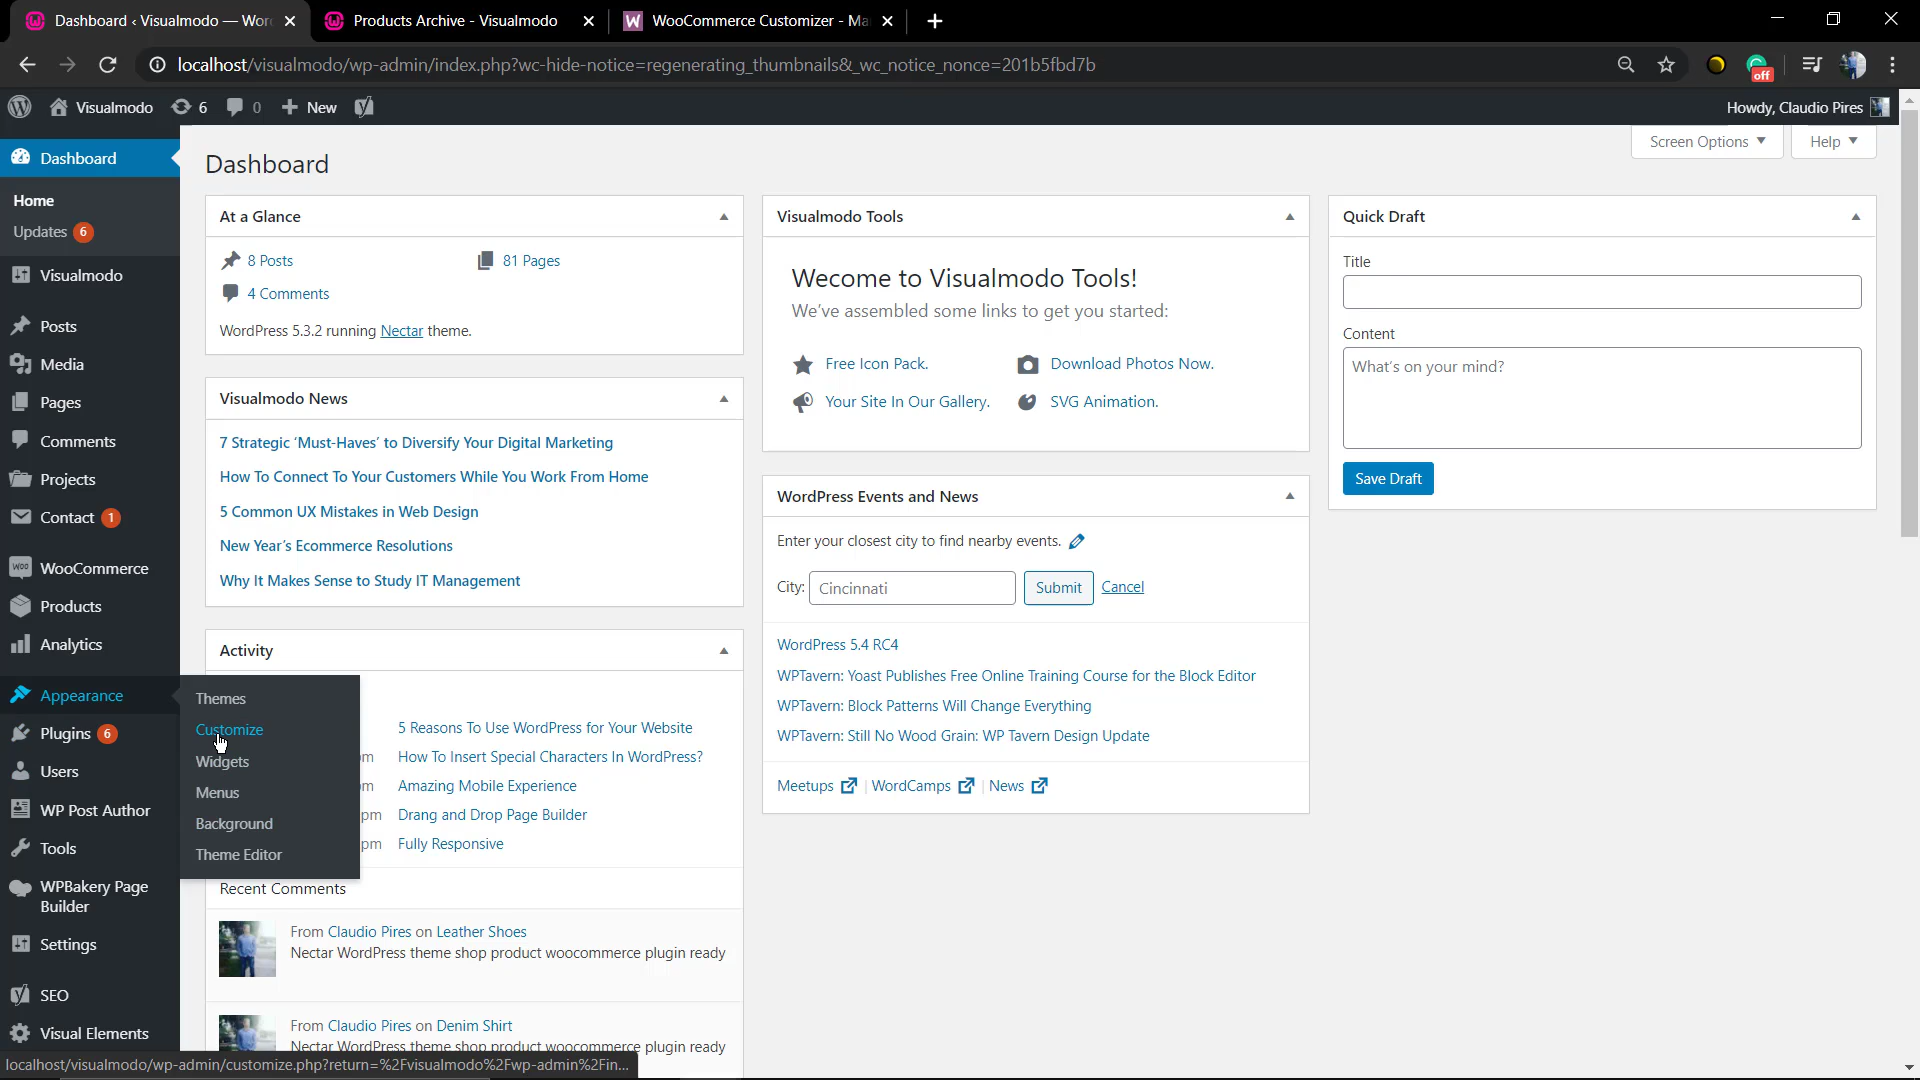 Dashboard ‹ Visualmodo — Wor
Products Archive - Visualmodo
WooCommerce Customizer - Ma
localhost/visualmodo/wp-admin/index.php?wc-hide-notice=regenerating_thumbnails&_wc_notice_nonce=201b5fbd7b
off
Visualmodo
6
0
New
Howdy, Claudio Pires
Dashboard
Home
Updates 6
Visualmodo
Posts
Media
Pages
Comments
Projects
Contact 1
WooCommerce
Products
Analytics
Appearance
Plugins 6
Users
WP Post Author
Tools
WPBakery Page
Builder
Settings
SEO
Visual Elements
Themes
Customize
Widgets
Menus
Background
Theme Editor
Dashboard
Screen Options
Help
At a Glance
8 Posts
81 Pages
4 Comments
WordPress 5.3.2 running Nectar theme.
Visualmodo News
7 Strategic ‘Must-Haves’ to Diversify Your Digital Marketing
How To Connect To Your Customers While You Work From Home
5 Common UX Mistakes in Web Design
New Year’s Ecommerce Resolutions
Why It Makes Sense to Study IT Management
Activity
5 Reasons To Use WordPress for Your Website
How To Insert Special Characters In WordPress?
Amazing Mobile Experience
pm Drang and Drop Page Builder
pm Fully Responsive
Recent Comments
From Claudio Pires on Leather Shoes
Nectar WordPress theme shop product woocommerce plugin ready
From Claudio Pires on Denim Shirt
Nectar WordPress theme shop product woocommerce plugin ready
Visualmodo Tools
Wecome to Visualmodo Tools!
We’ve assembled some links to get you started:
Free Icon Pack.
Download Photos Now.
Your Site In Our Gallery.
SVG Animation.
WordPress Events and News
Enter your closest city to find nearby events.
City: Cincinnati Submit Cancel
WordPress 5.4 RC4
WPTavern: Yoast Publishes Free Online Training Course for the Block Editor
WPTavern: Block Patterns Will Change Everything
WPTavern: Still No Wood Grain: WP Tavern Design Update
Meetups | WordCamps | News
Quick Draft
Title
Content
What’s on your mind?
Save Draft
localhost/visualmodo/wp-admin/customize.php?return=%2Fvisualmodo%2Fwp-admin%2Fin...